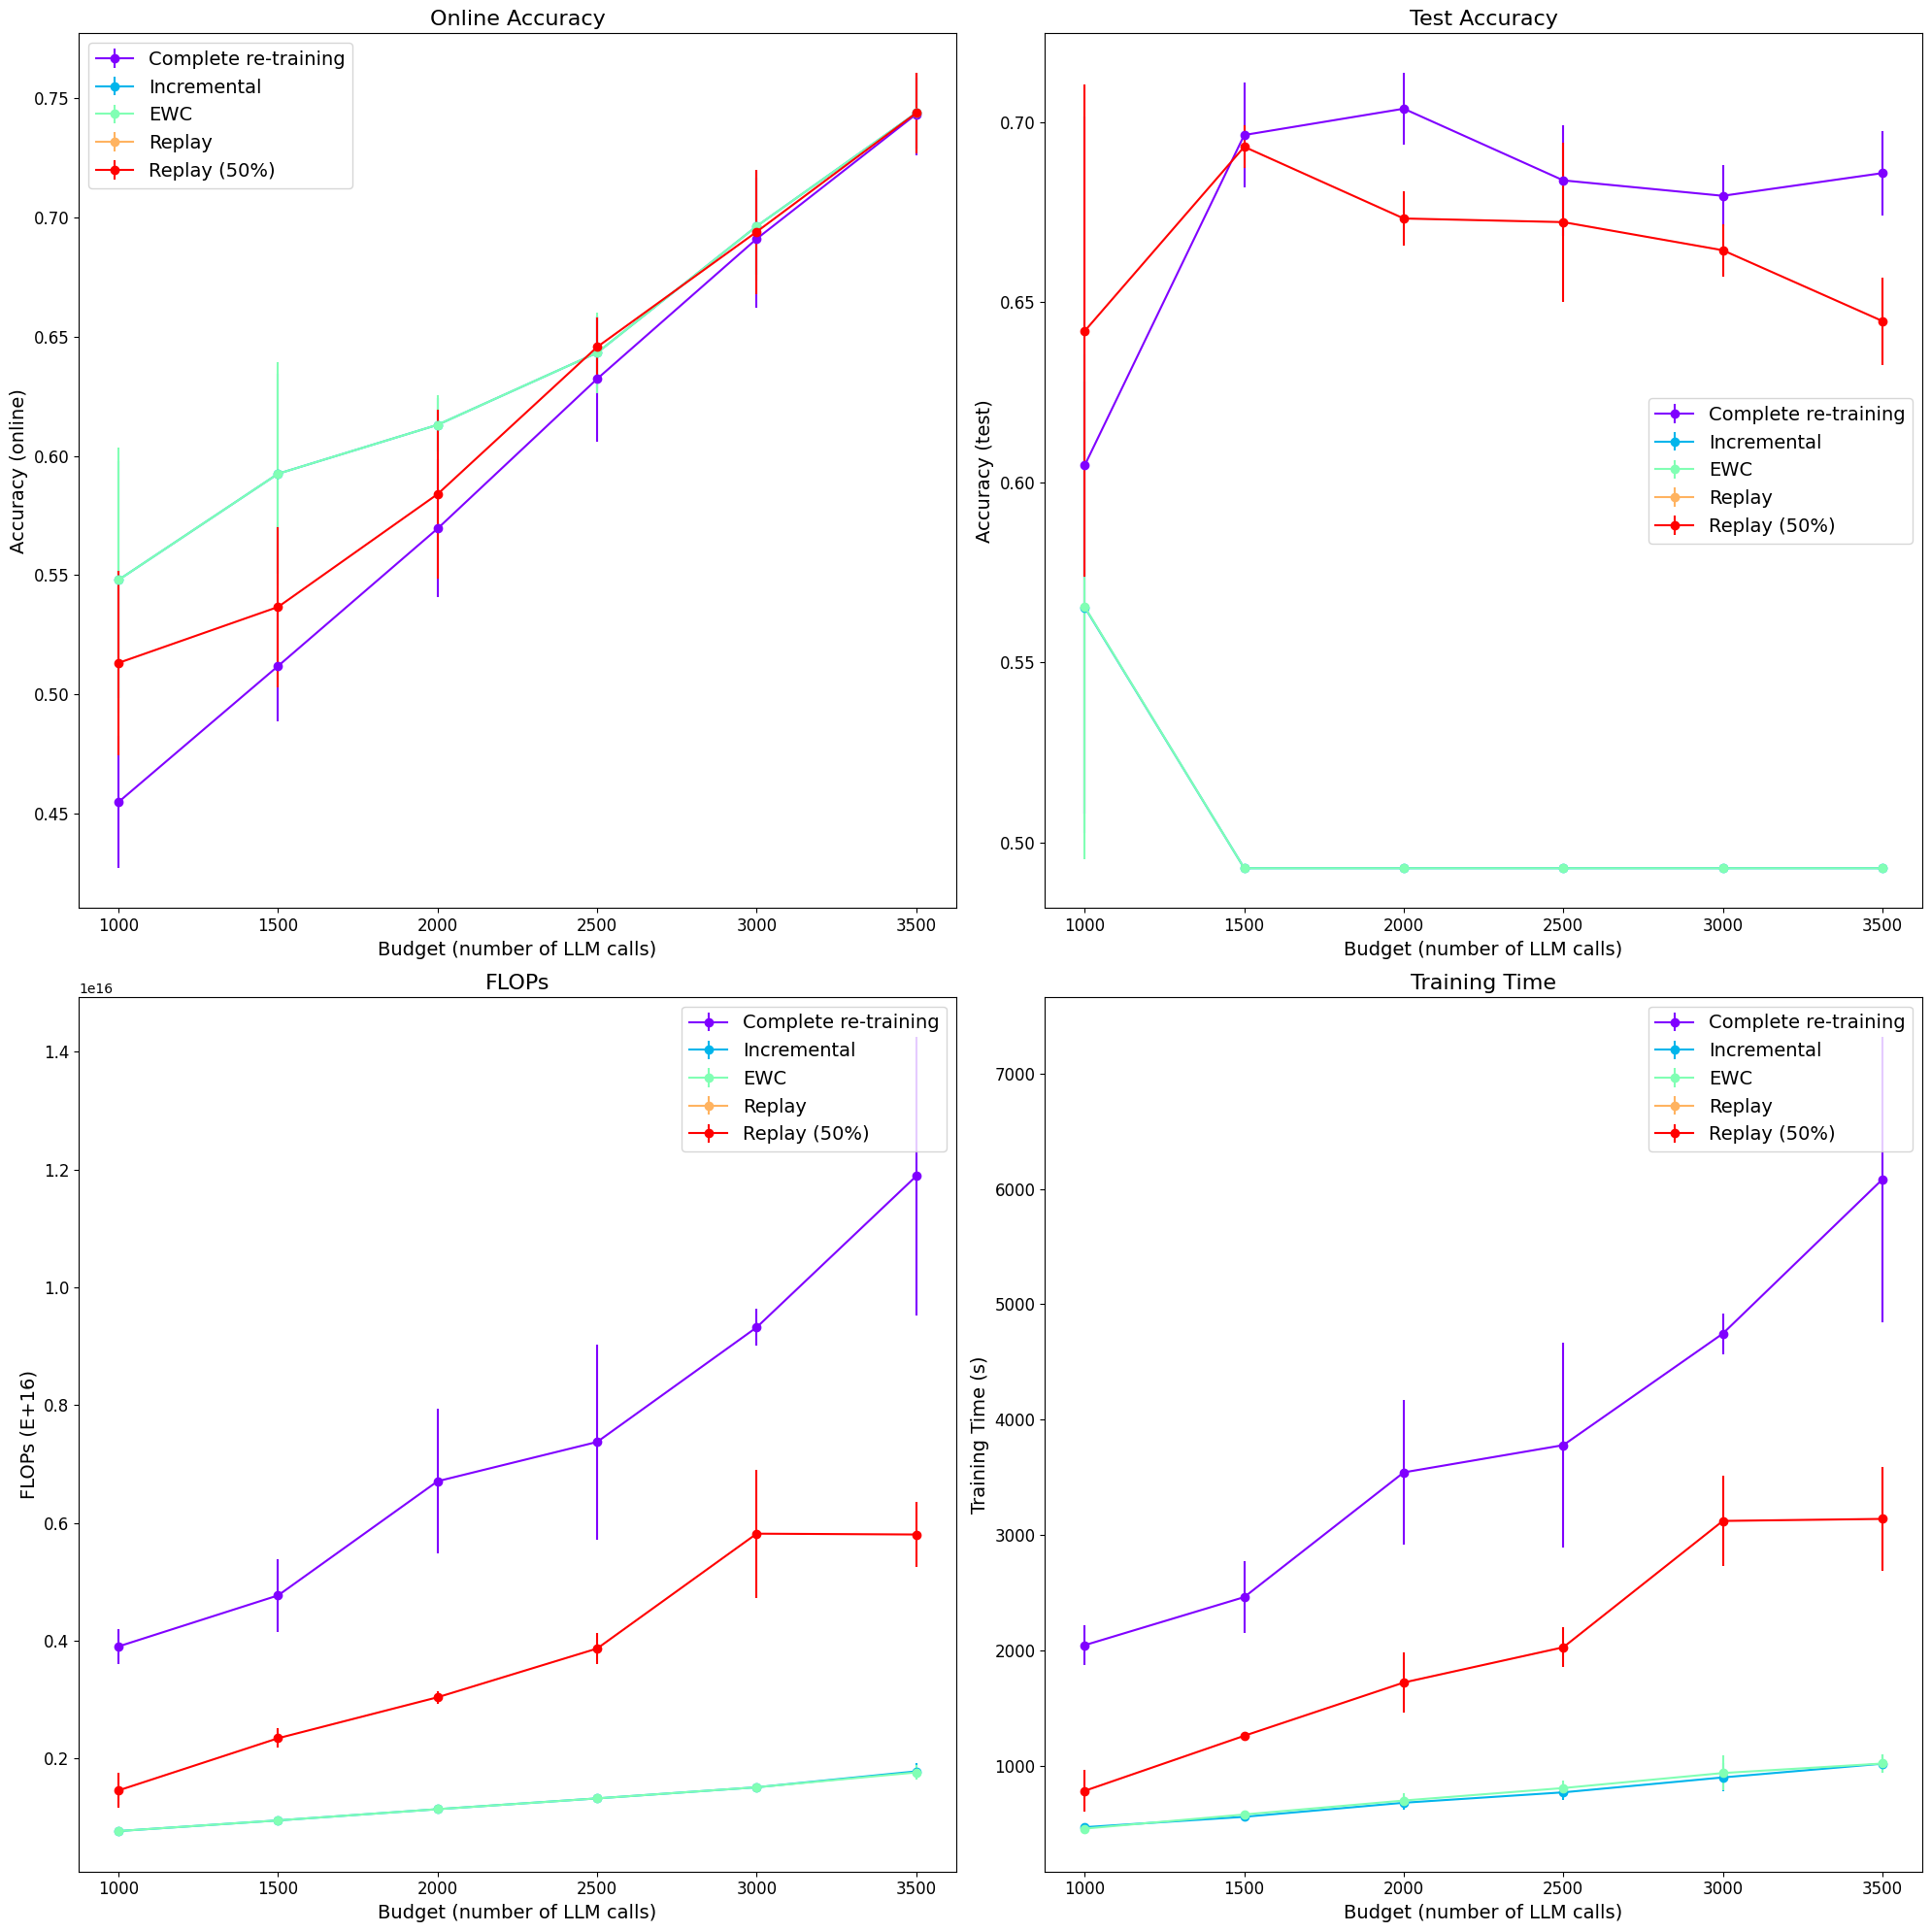 Online Accuracy
Complete re-training
Incremental
EWC
Replay
Replay (50%)
0.75
0.70
0.65
0.60
0.55
0.50
0.45
Accuracy (online)
1000 1500 2000 2500 3000 3500
Budget (number of LLM calls)
Test Accuracy
0.70
0.65
0.60
0.55
0.50
Accuracy (test)
Complete re-training
Incremental
EWC
Replay
Replay (50%)
1000 1500 2000 2500 3000 3500
Budget (number of LLM calls)
FLOPs
1e16
Complete re-training
Incremental
EWC
Replay
Replay (50%)
1.4
1.2
1.0
0.8
0.6
0.4
0.2
FLOPs (E+16)
1000 1500 2000 2500 3000 3500
Budget (number of LLM calls)
Training Time
Complete re-training
Incremental
EWC
Replay
Replay (50%)
7000
6000
5000
4000
3000
2000
1000
Training Time (s)
1000 1500 2000 2500 3000 3500
Budget (number of LLM calls)